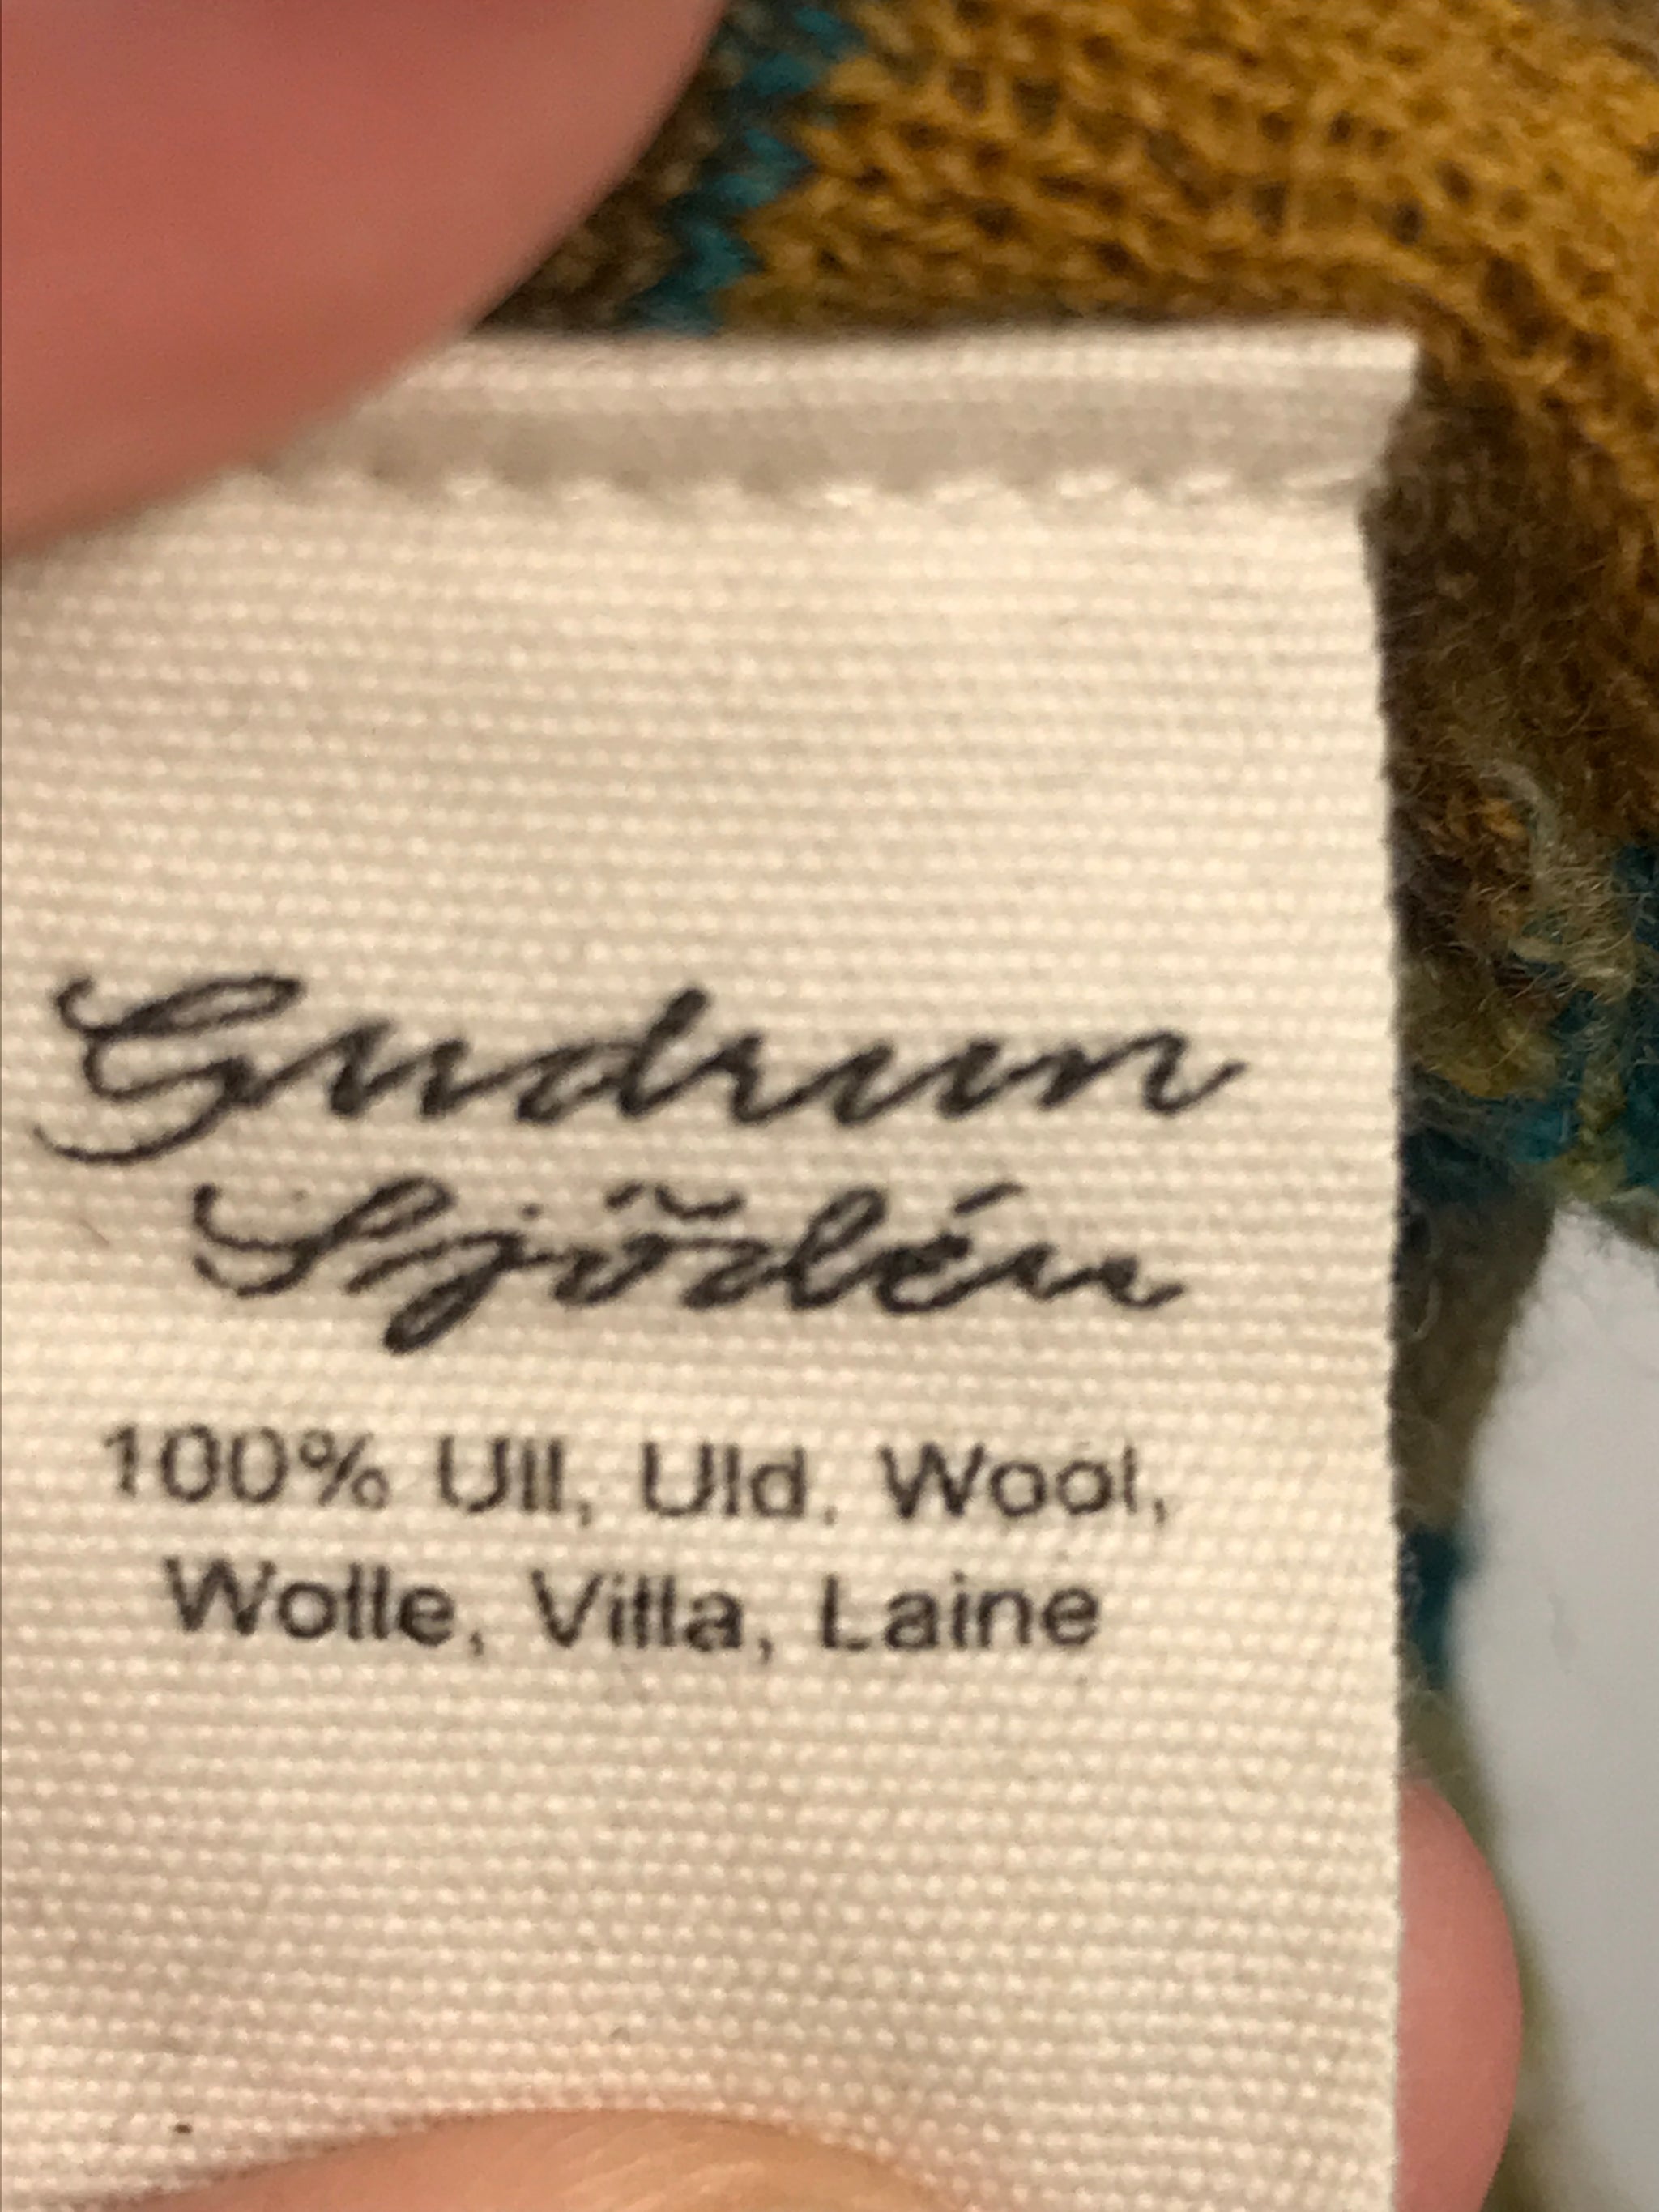 Gudrun
Sjödén
100% Ull, Uld, Wool,
Wolle, Villa, Laine